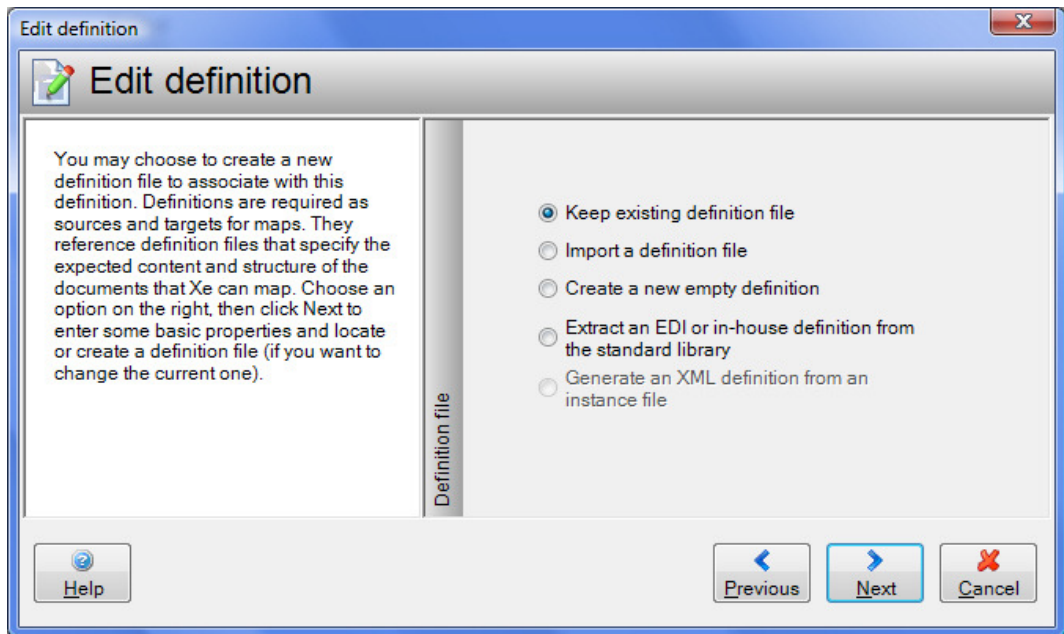 Edit definition
Edit definition
You may choose to create a new
definition file to associate with this
definition. Definitions are required as
sources and targets for maps. They
reference definition files that specify the
expected content and structure of the
documents that Xe can map. Choose an
option on the right, then click Next to
enter some basic properties and locate
or create a definition file (if you want to
change the current one).
Definition file
Keep existing definition file
Import a definition file
Create a new empty definition
Extract an EDI or in-house definition from
the standard library
Generate an XML definition from an
instance file
Help
Previous
Next
Cancel